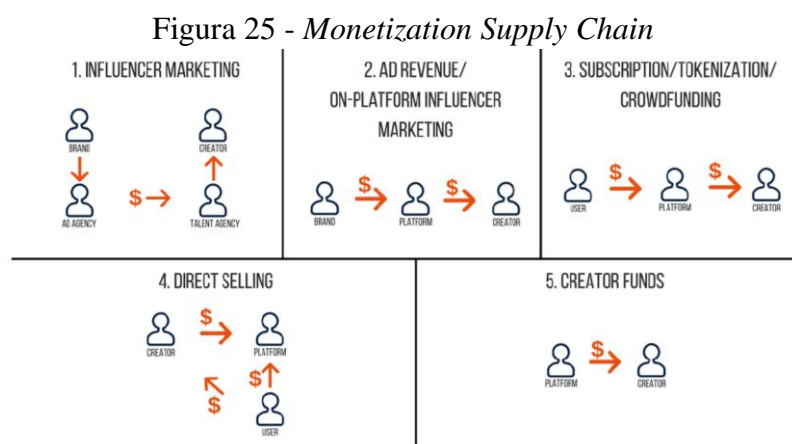 Figura 25 - Monetization Supply Chain
1. INFLUENCER MARKETING
BRAND
CREATOR
$
AD AGENCY
TALENT AGENCY
2. AD REVENUE/
ON-PLATFORM INFLUENCER
MARKETING
$
$
BRAND
PLATFORM
CREATOR
3. SUBSCRIPTION/TOKENIZATION/
CROWDFUNDING
$
$
USER
PLATFORM
CREATOR
4. DIRECT SELLING
$
CREATOR
PLATFORM
$
$
USER
5. CREATOR FUNDS
$
PLATFORM
CREATOR